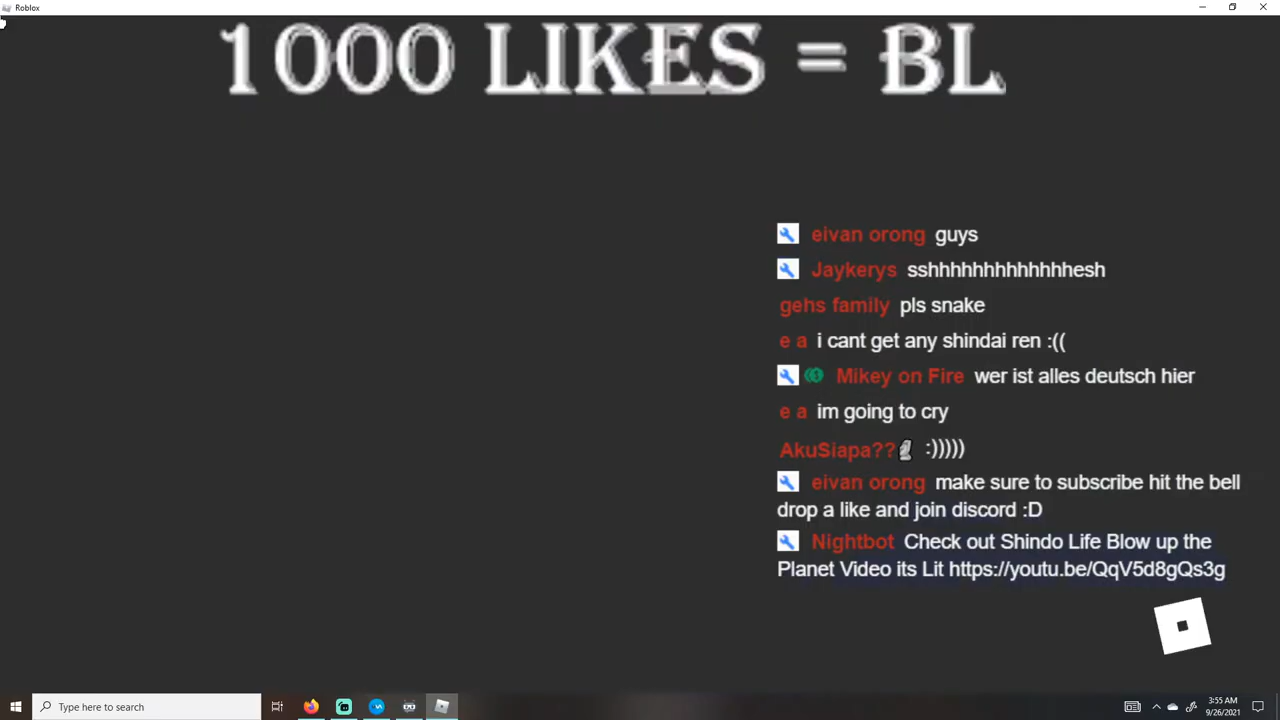 Roblox
1000 LIKES = BL
eivan orong guys
Jaykerys sshhhhhhhhhhhhhesh
gehs family pls snake
e a i cant get any shindai ren :((
Mikey on Fire wer ist alles deutsch hier
e a im going to cry
AkuSiapa??🗿 :)))))
eivan orong make sure to subscribe hit the bell
drop a like and join discord :D
Nightbot Check out Shindo Life Blow up the
Planet Video its Lit https://youtu.be/QqV5d8gQs3g
Type here to search
3:55 AM
9/26/2021